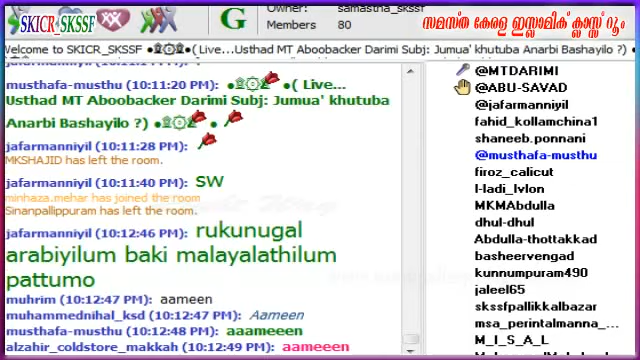 SKICR_SKSSF
Owner: samastha_skssf
Members 80
സമസ്ത കേരള ഇസ്ലാമിക് ക്ലാസ്സ് റൂം
Welcome to SKICR_SKSSF ●۩۞۩●(Live...Usthad MT Aboobacker Darimi Subj: Jumua' khutuba Anarbi Bashayilo ?)
musthafa-musthu (10:11:20 PM): ●۩۞۩●( Live...
Usthad MT Aboobacker Darimi Subj: Jumua' khutuba
Anarbi Bashayilo ?) ●۩۞۩●
jafarmanniyil (10:11:28 PM):
MKSHAJID has left the room.
jafarmanniyil (10:11:40 PM): SW
minhaza.mehar has joined the room
Sinanpallippuram has left the room.
jafarmanniyil (10:12:46 PM): rukunugal
arabiyilum baki malayalathilum
pattumo
muhrim (10:12:47 PM): aameen
muhammednihal_ksd (10:12:47 PM): Aameen
musthafa-musthu (10:12:48 PM): aaameeen
alzahir_coldstore_makkah (10:12:49 PM): aameeen
@MTDARIMI
@ABU-SAVAD
@jafarmanniyil
fahid_kollamchina1
shaneeb.ponnani
@musthafa-musthu
firoz_calicut
l-ladi_lvlon
MKMAbdulla
dhul-dhul
Abdulla-thottakkad
basheervengad
kunnumpuram490
jaleel65
skssfpallikkalbazar
msa_perintalmanna_...
M_I_S_A_L